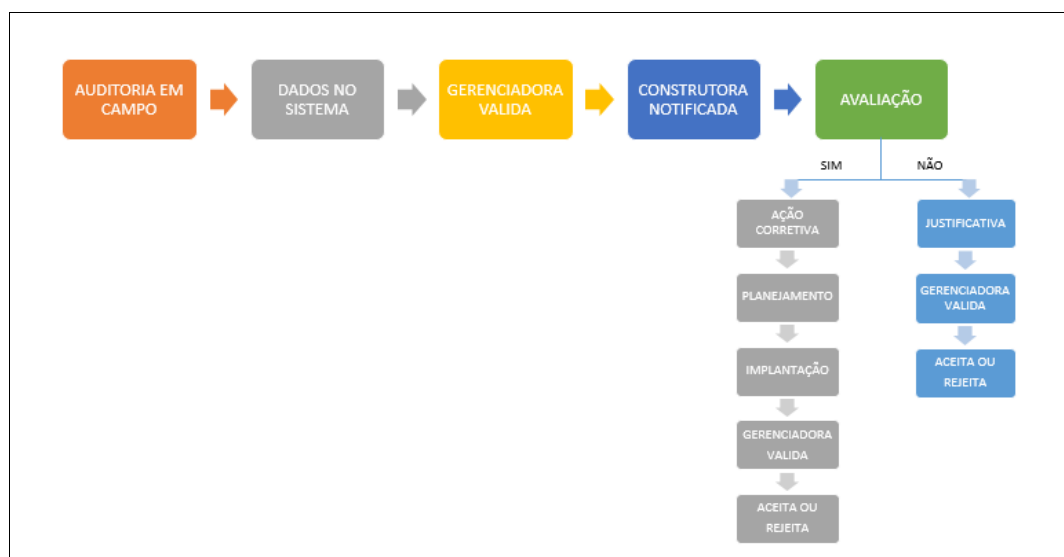 AUDITORIA EM
CAMPO
DADOS NO
SISTEMA
GERENCIADORA
VALIDA
CONSTRUTORA
NOTIFICADA
AVALIAÇÃO
SIM
NÃO
AÇÃO
CORRETIVA
PLANEJAMENTO
IMPLANTAÇÃO
GERENCIADORA
VALIDA
ACEITA OU
REJEITA
JUSTIFICATIVA
GERENCIADORA
VALIDA
ACEITA OU
REJEITA